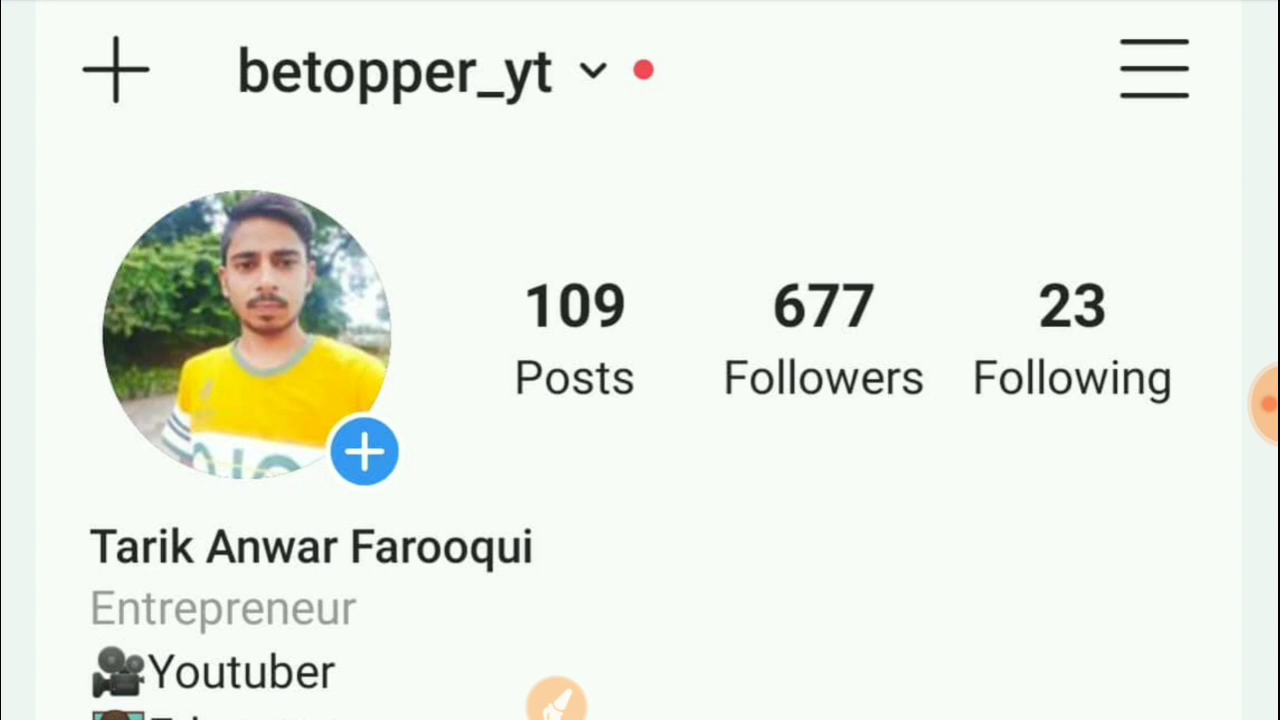 betopper_yt
109 677 23
Posts Followers Following
Tarik Anwar Farooqui
Entrepreneur
🎥Youtuber